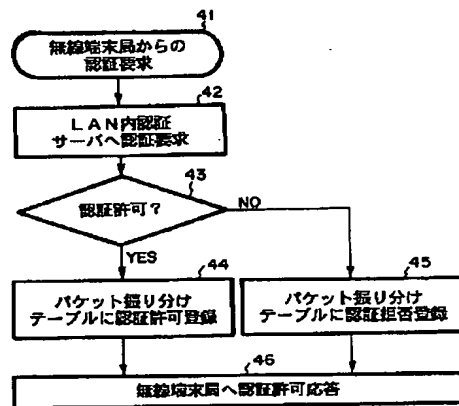 41
無線端末局からの
認証要求
42
LAN内認証
サーバへ認証要求
43
認証許可?
NO
YES
44
パケット振り分け
テーブルに認証許可登録
45
パケット振り分け
テーブルに認証拒否登録
46
無線端末局へ認証許可応答